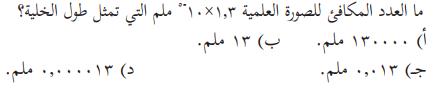 ما العدد المكافئ للصورة العلمية ١,٣×١٠⁻⁵ ملم التي تمثل طول الخلية؟
أ) ١٣٠٠٠٠ ملم. ب) ١٣ ملم.
جـ) ٠,٠١٣ ملم. د) ٠,٠٠٠٠١٣ ملم.